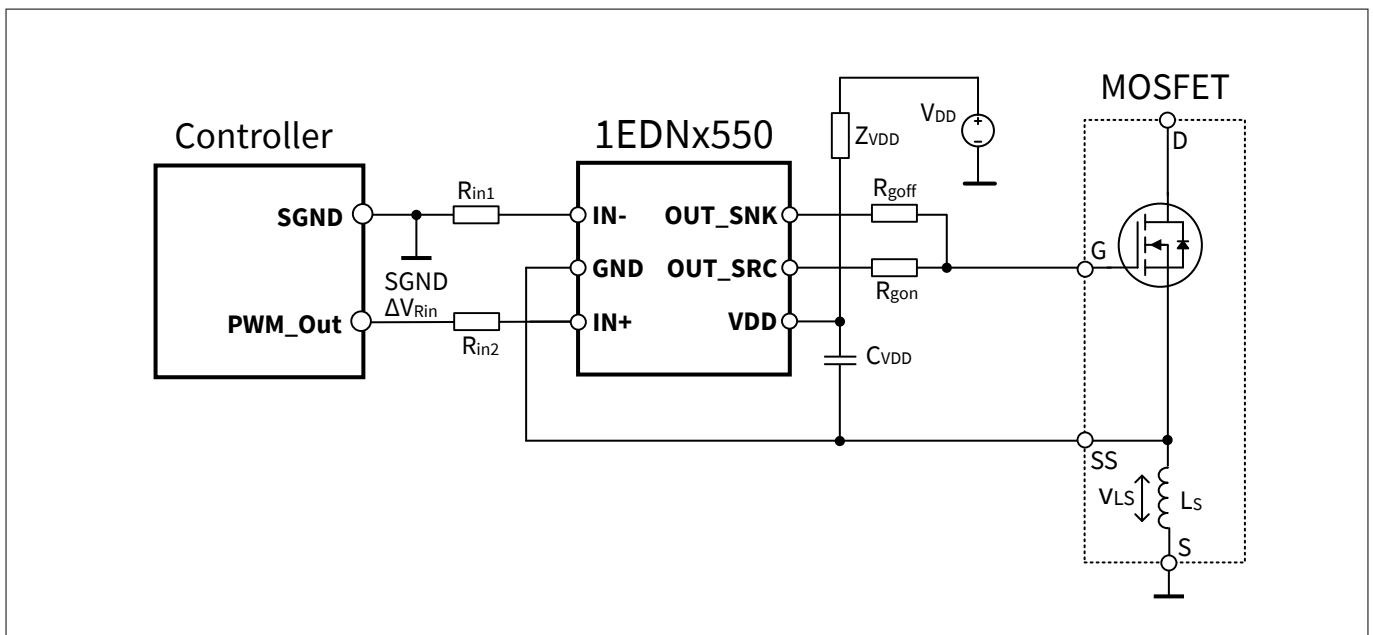 MOSFET
Controller
1EDNx550
VDD
+
−
D
ZVDD
Rin1
Rgoff
SGND
IN-
OUT_SNK
G
GND
OUT_SRC
SGND
Rgon
ΔVRin
PWM_Out
IN+
VDD
Rin2
CVDD
SS
vLS
LS
S